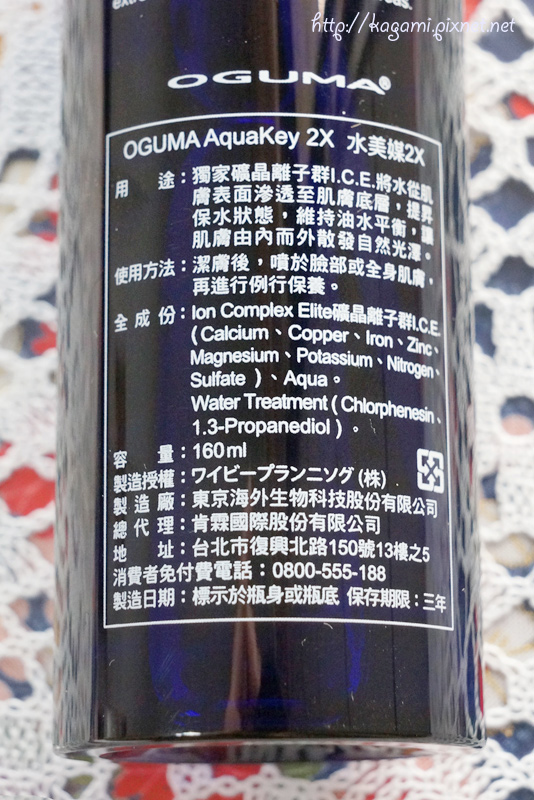 http://kagami.pixnet.net
OGUMA®
OGUMA AquaKey 2X 水美媒2X
用 途：獨家礦晶離子群I.C.E.將水從肌
膚表面滲透至肌膚底層，提昇
保水狀態，維持油水平衡，讓
肌膚由內而外散發自然光澤。
使用方法：潔膚後，噴於臉部或全身肌膚，
再進行例行保養。
全 成 份：Ion Complex Elite礦晶離子群I.C.E.
(Calcium、Copper、Iron、Zinc、
Magnesium、Potassium、Nitrogen、
Sulfate )、Aqua。
Water Treatment ( Chlorphenesin、
1.3-Propanediol ) 。
容 量：160ml
製造授權：ワイビープランニソグ (株)
製 造 廠：東京海外生物科技股份有限公司
總 代 理：肯霖國際股份有限公司
地 址：台北市復興北路150號13樓之5
消費者免付費電話：0800-555-188
製造日期：標示於瓶身或瓶底 保存期限：三年